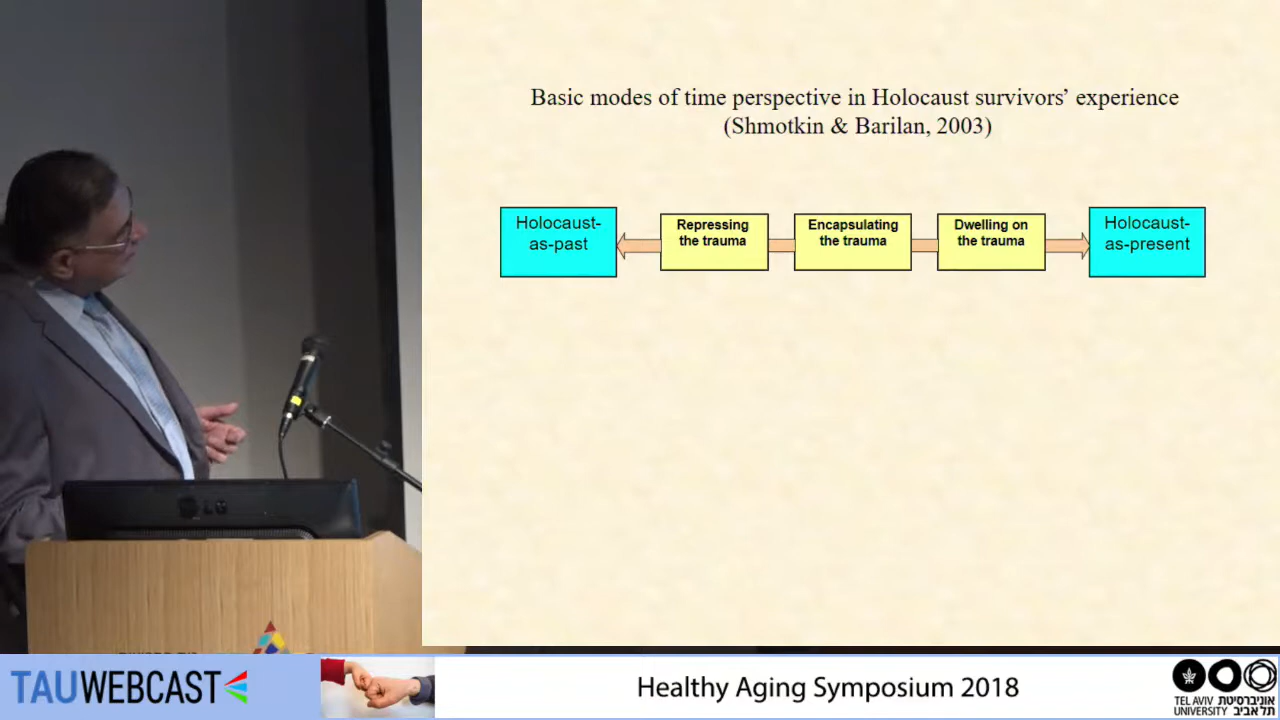 Basic modes of time perspective in Holocaust survivors’ experience
(Shmotkin & Barilan, 2003)
Holocaust-
as-past
Repressing
the trauma
Encapsulating
the trauma
Dwelling on
the trauma
Holocaust-
as-present
TAUWEBCAST
Healthy Aging Symposium 2018
TEL AVIV אוניברסיטת
UNIVERSITY תל אביב